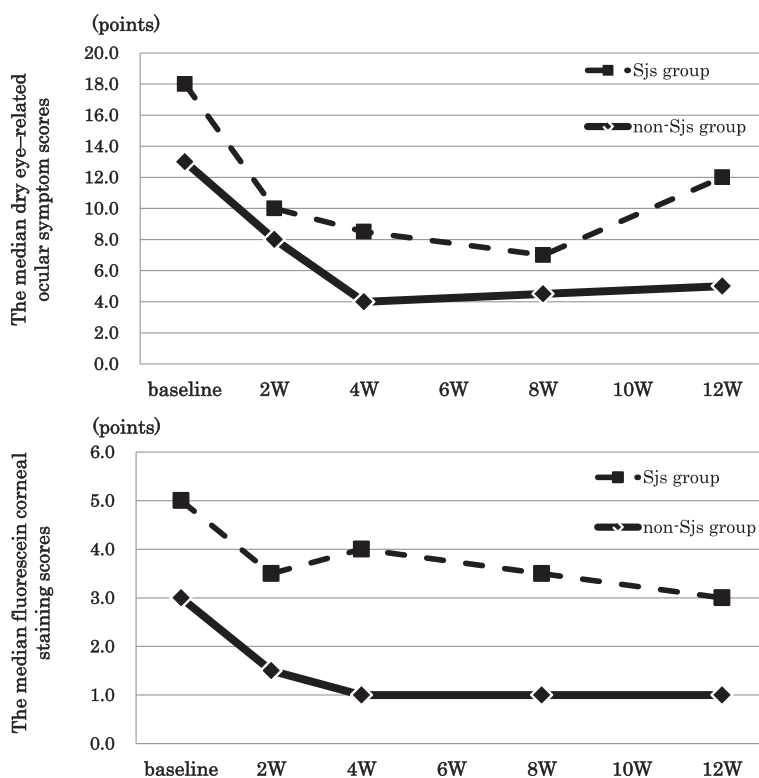 (points)
The median dry eye–related
ocular symptom scores
20.0
18.0
16.0
14.0
12.0
10.0
8.0
6.0
4.0
2.0
0.0
Sjs group
non-Sjs group
baseline 2W 4W 6W 8W 10W 12W
(points)
The median fluorescein corneal
staining scores
6.0
5.0
4.0
3.0
2.0
1.0
0.0
Sjs group
non-Sjs group
baseline 2W 4W 6W 8W 10W 12W